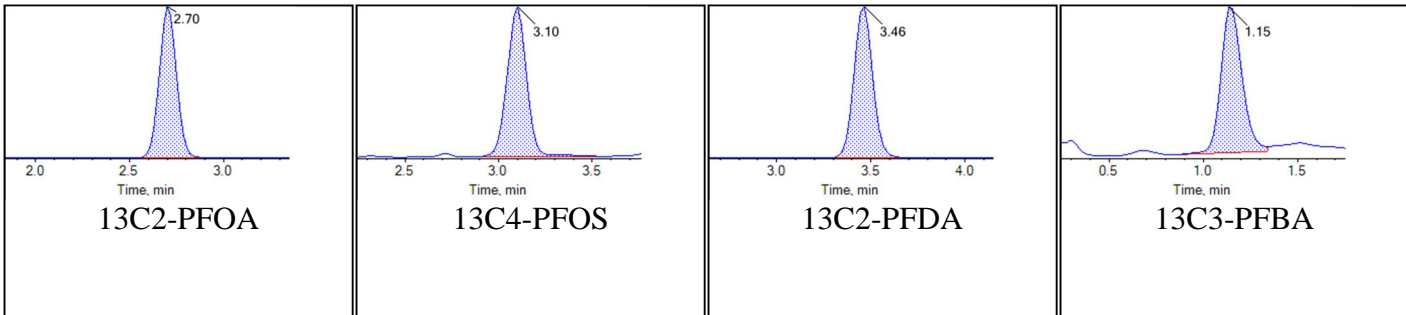 2.70
2.0 2.5 3.0
Time, min
13C2-PFOA
3.10
2.5 3.0 3.5
Time, min
13C4-PFOS
3.46
3.0 3.5 4.0
Time, min
13C2-PFDA
1.15
0.5 1.0 1.5
Time, min
13C3-PFBA